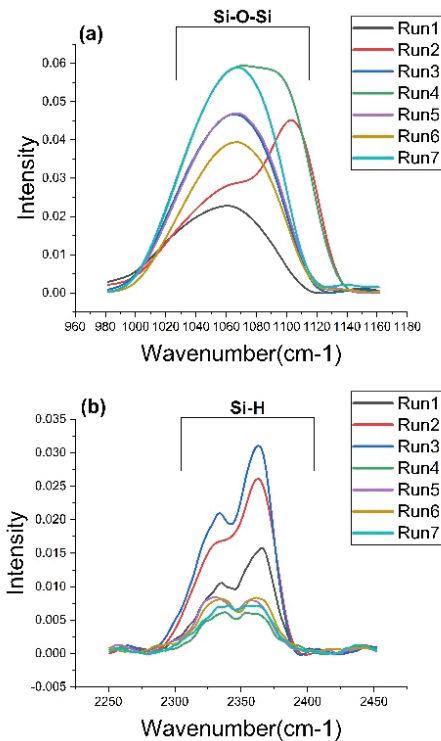 (a)
Si-O-Si
Run1
Run2
Run3
Run4
Run5
Run6
Run7
0.06
0.05
0.04
0.03
0.02
0.01
0.00
Intensity
960 980 1000 1020 1040 1060 1080 1100 1120 1140 1160 1180
Wavenumber(cm-1)
(b)
Si-H
Run1
Run2
Run3
Run4
Run5
Run6
Run7
0.035
0.030
0.025
0.020
0.015
0.010
0.005
0.000
-0.005
Intensity
2250 2300 2350 2400 2450
Wavenumber(cm-1)